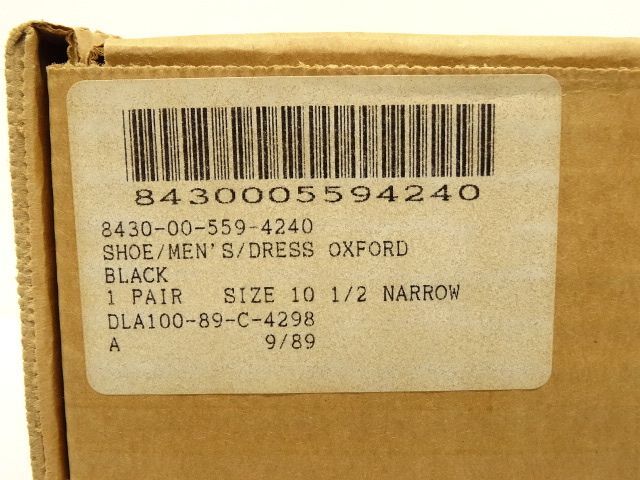 8430005594240
8430-00-559-4240
SHOE/MEN'S/DRESS OXFORD
BLACK
1 PAIR   SIZE 10 1/2 NARROW
DLA100-89-C-4298
A   9/89